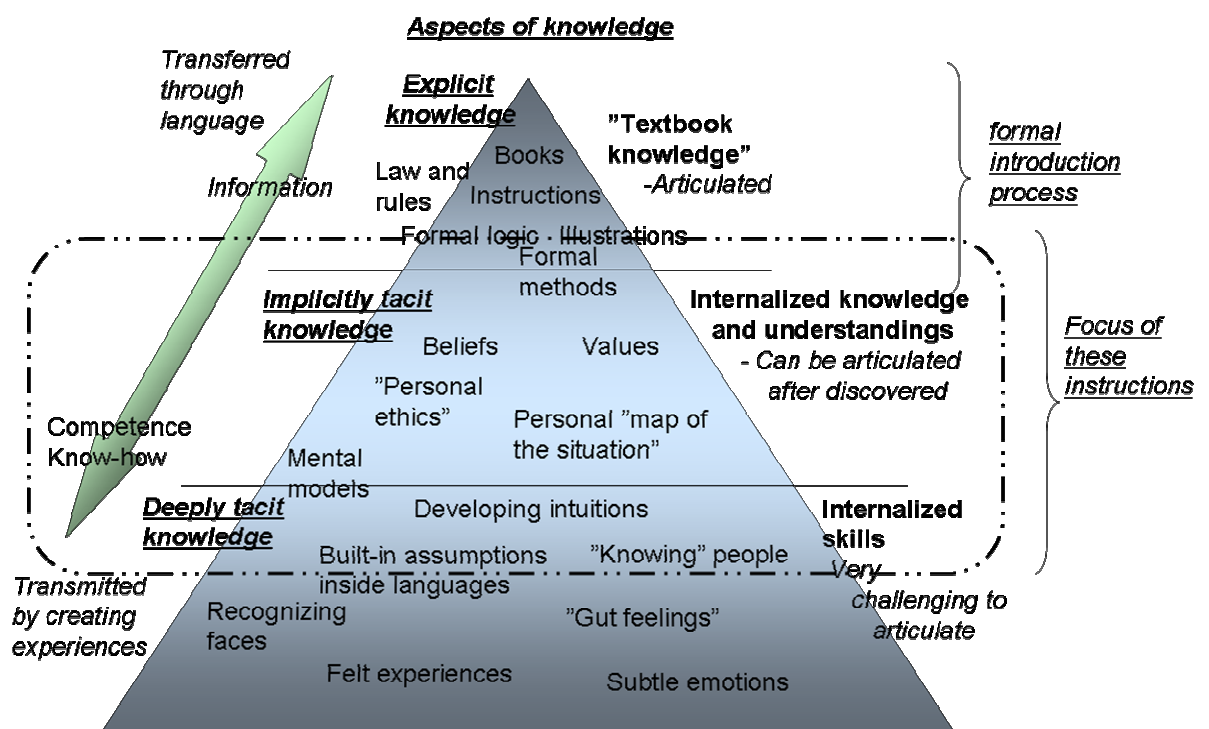 Aspects of knowledge
Transferred
through
language
Explicit
knowledge
"Textbook
knowledge"
-Articulated
formal
introduction
process
Books
Law and
rules
Information
Instructions
Formal logic
Illustrations
Formal
methods
Implicitly tacit
knowledge
Internalized knowledge
and understandings
- Can be articulated
after discovered
Focus of
these
instructions
Beliefs
Values
"Personal
ethics"
Personal "map of
the situation"
Competence
Know-how
Mental
models
Deeply tacit
knowledge
Developing intuitions
Internalized
skills
Very
challenging to
articulate
Built-in assumptions
inside languages
"Knowing" people
Transmitted
by creating
experiences
Recognizing
faces
"Gut feelings"
Felt experiences
Subtle emotions